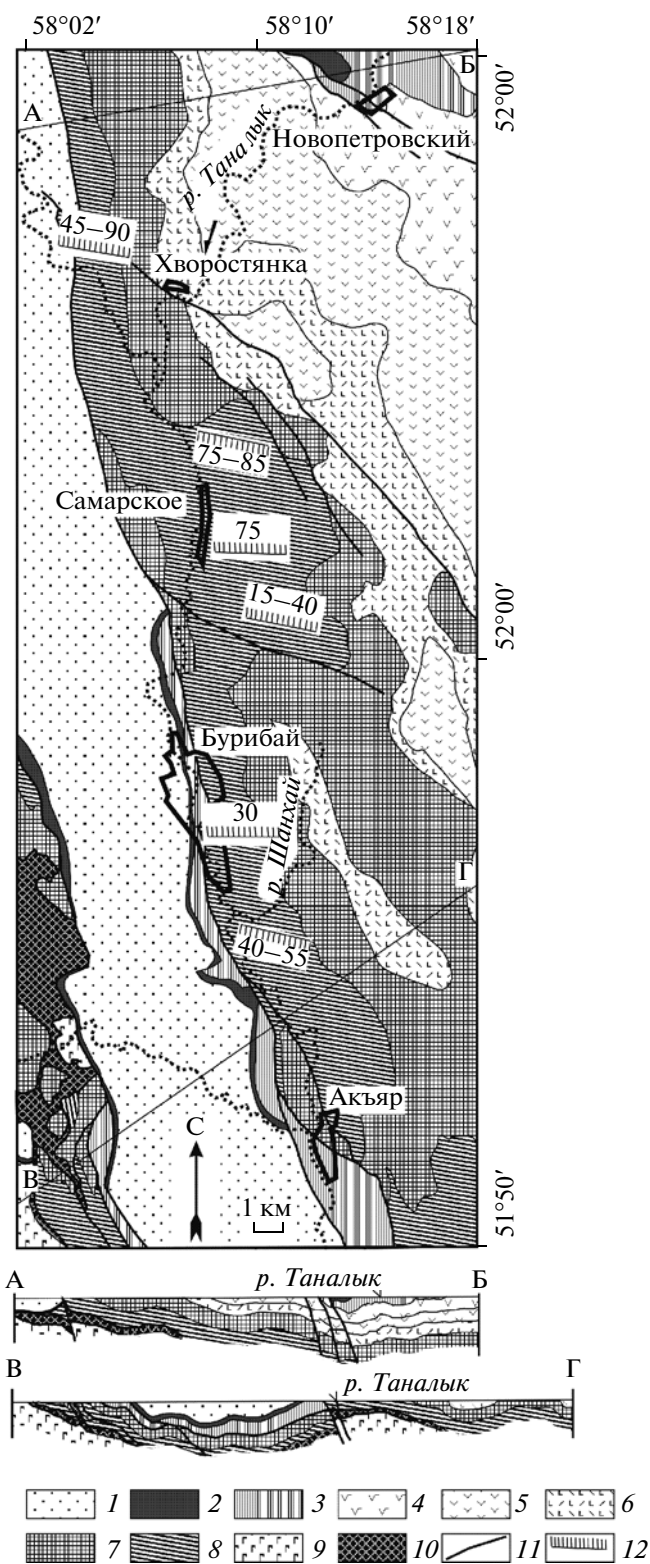 58°02′ 58°10′ 58°18′
Б
52°00′
А
Новопетровский
р. Таналык
45–90
Хворостянка
75–85
Самарское
75
15–40
52°00′
Бурибай
30
р. Шанхай
Г
40–55
Акъяр
С
В
1 км
51°50′
р. Таналык
А Б
р. Таналык
В Г
1 2 3 4 5 6
7 8 9 10 11 12